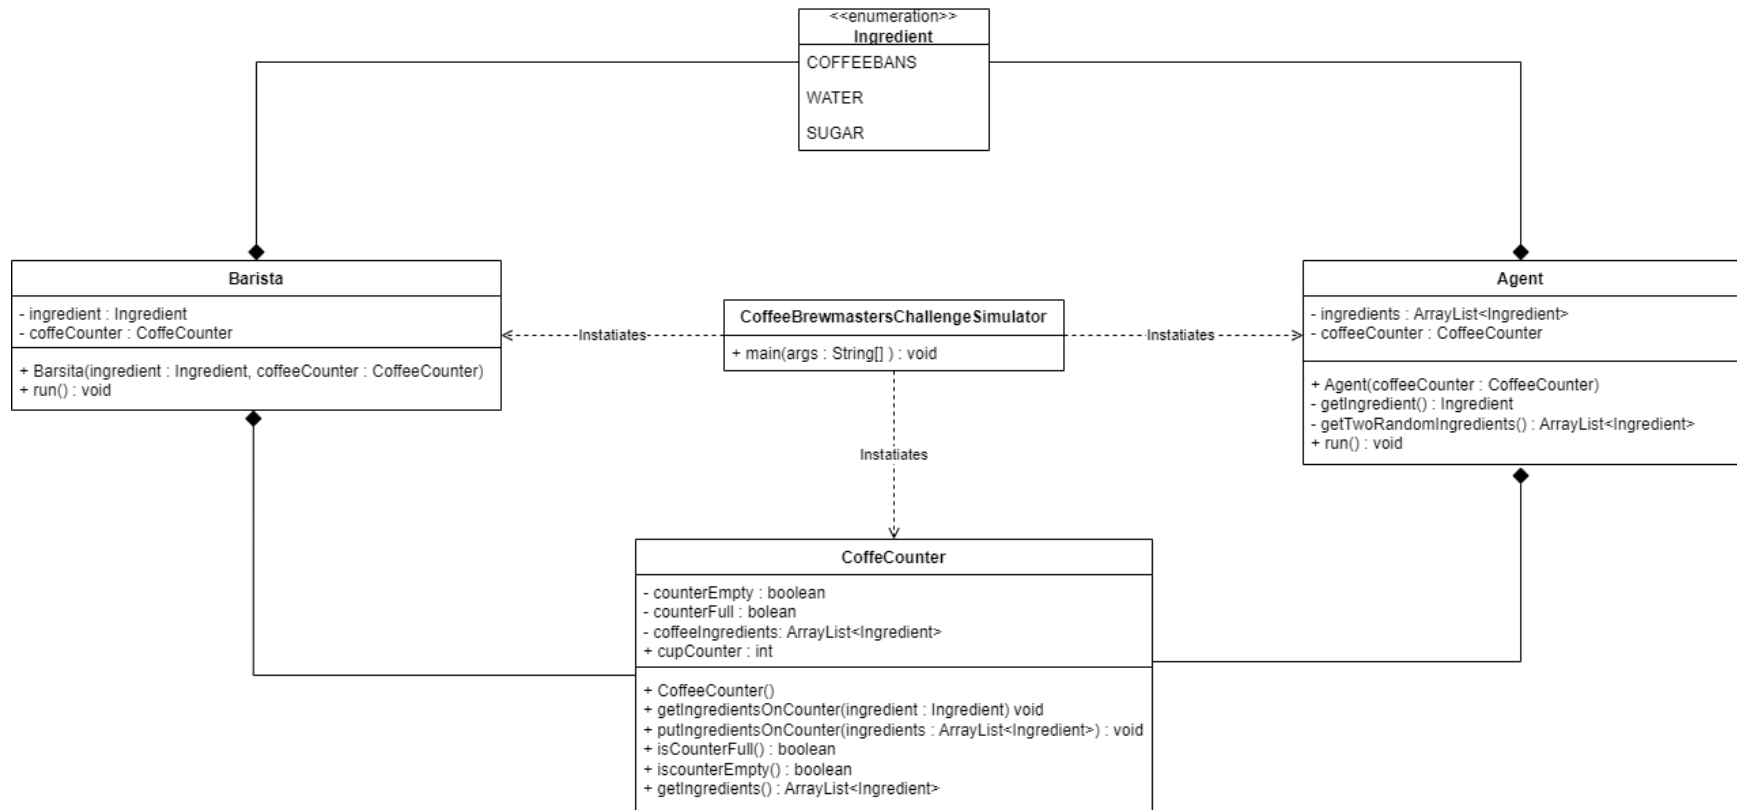 <<enumeration>>
Ingredient
COFFEEBANS
WATER
SUGAR
Barista
- ingredient : Ingredient
- coffeCounter : CoffeCounter
+ Barsita(ingredient : Ingredient, coffeeCounter : CoffeeCounter)
+ run() : void
Instatiates
CoffeeBrewmastersChallengeSimulator
+ main(args : String[] ) : void
Instatiates
Agent
- ingredients : ArrayList<Ingredient>
- coffeeCounter : CoffeeCounter
+ Agent(coffeeCounter : CoffeeCounter)
- getIngredient() : Ingredient
- getTwoRandomIngredients() : ArrayList<Ingredient>
+ run() : void
Instatiates
CoffeCounter
- counterEmpty : boolean
- counterFull : bolean
- coffeeIngredients: ArrayList<Ingredient>
+ cupCounter : int
+ CoffeeCounter()
+ getIngredientsOnCounter(ingredient : Ingredient) void
+ putIngredientsOnCounter(ingredients : ArrayList<Ingredient>) : void
+ isCounterFull() : boolean
+ iscounterEmpty() : boolean
+ getIngredients() : ArrayList<Ingredient>